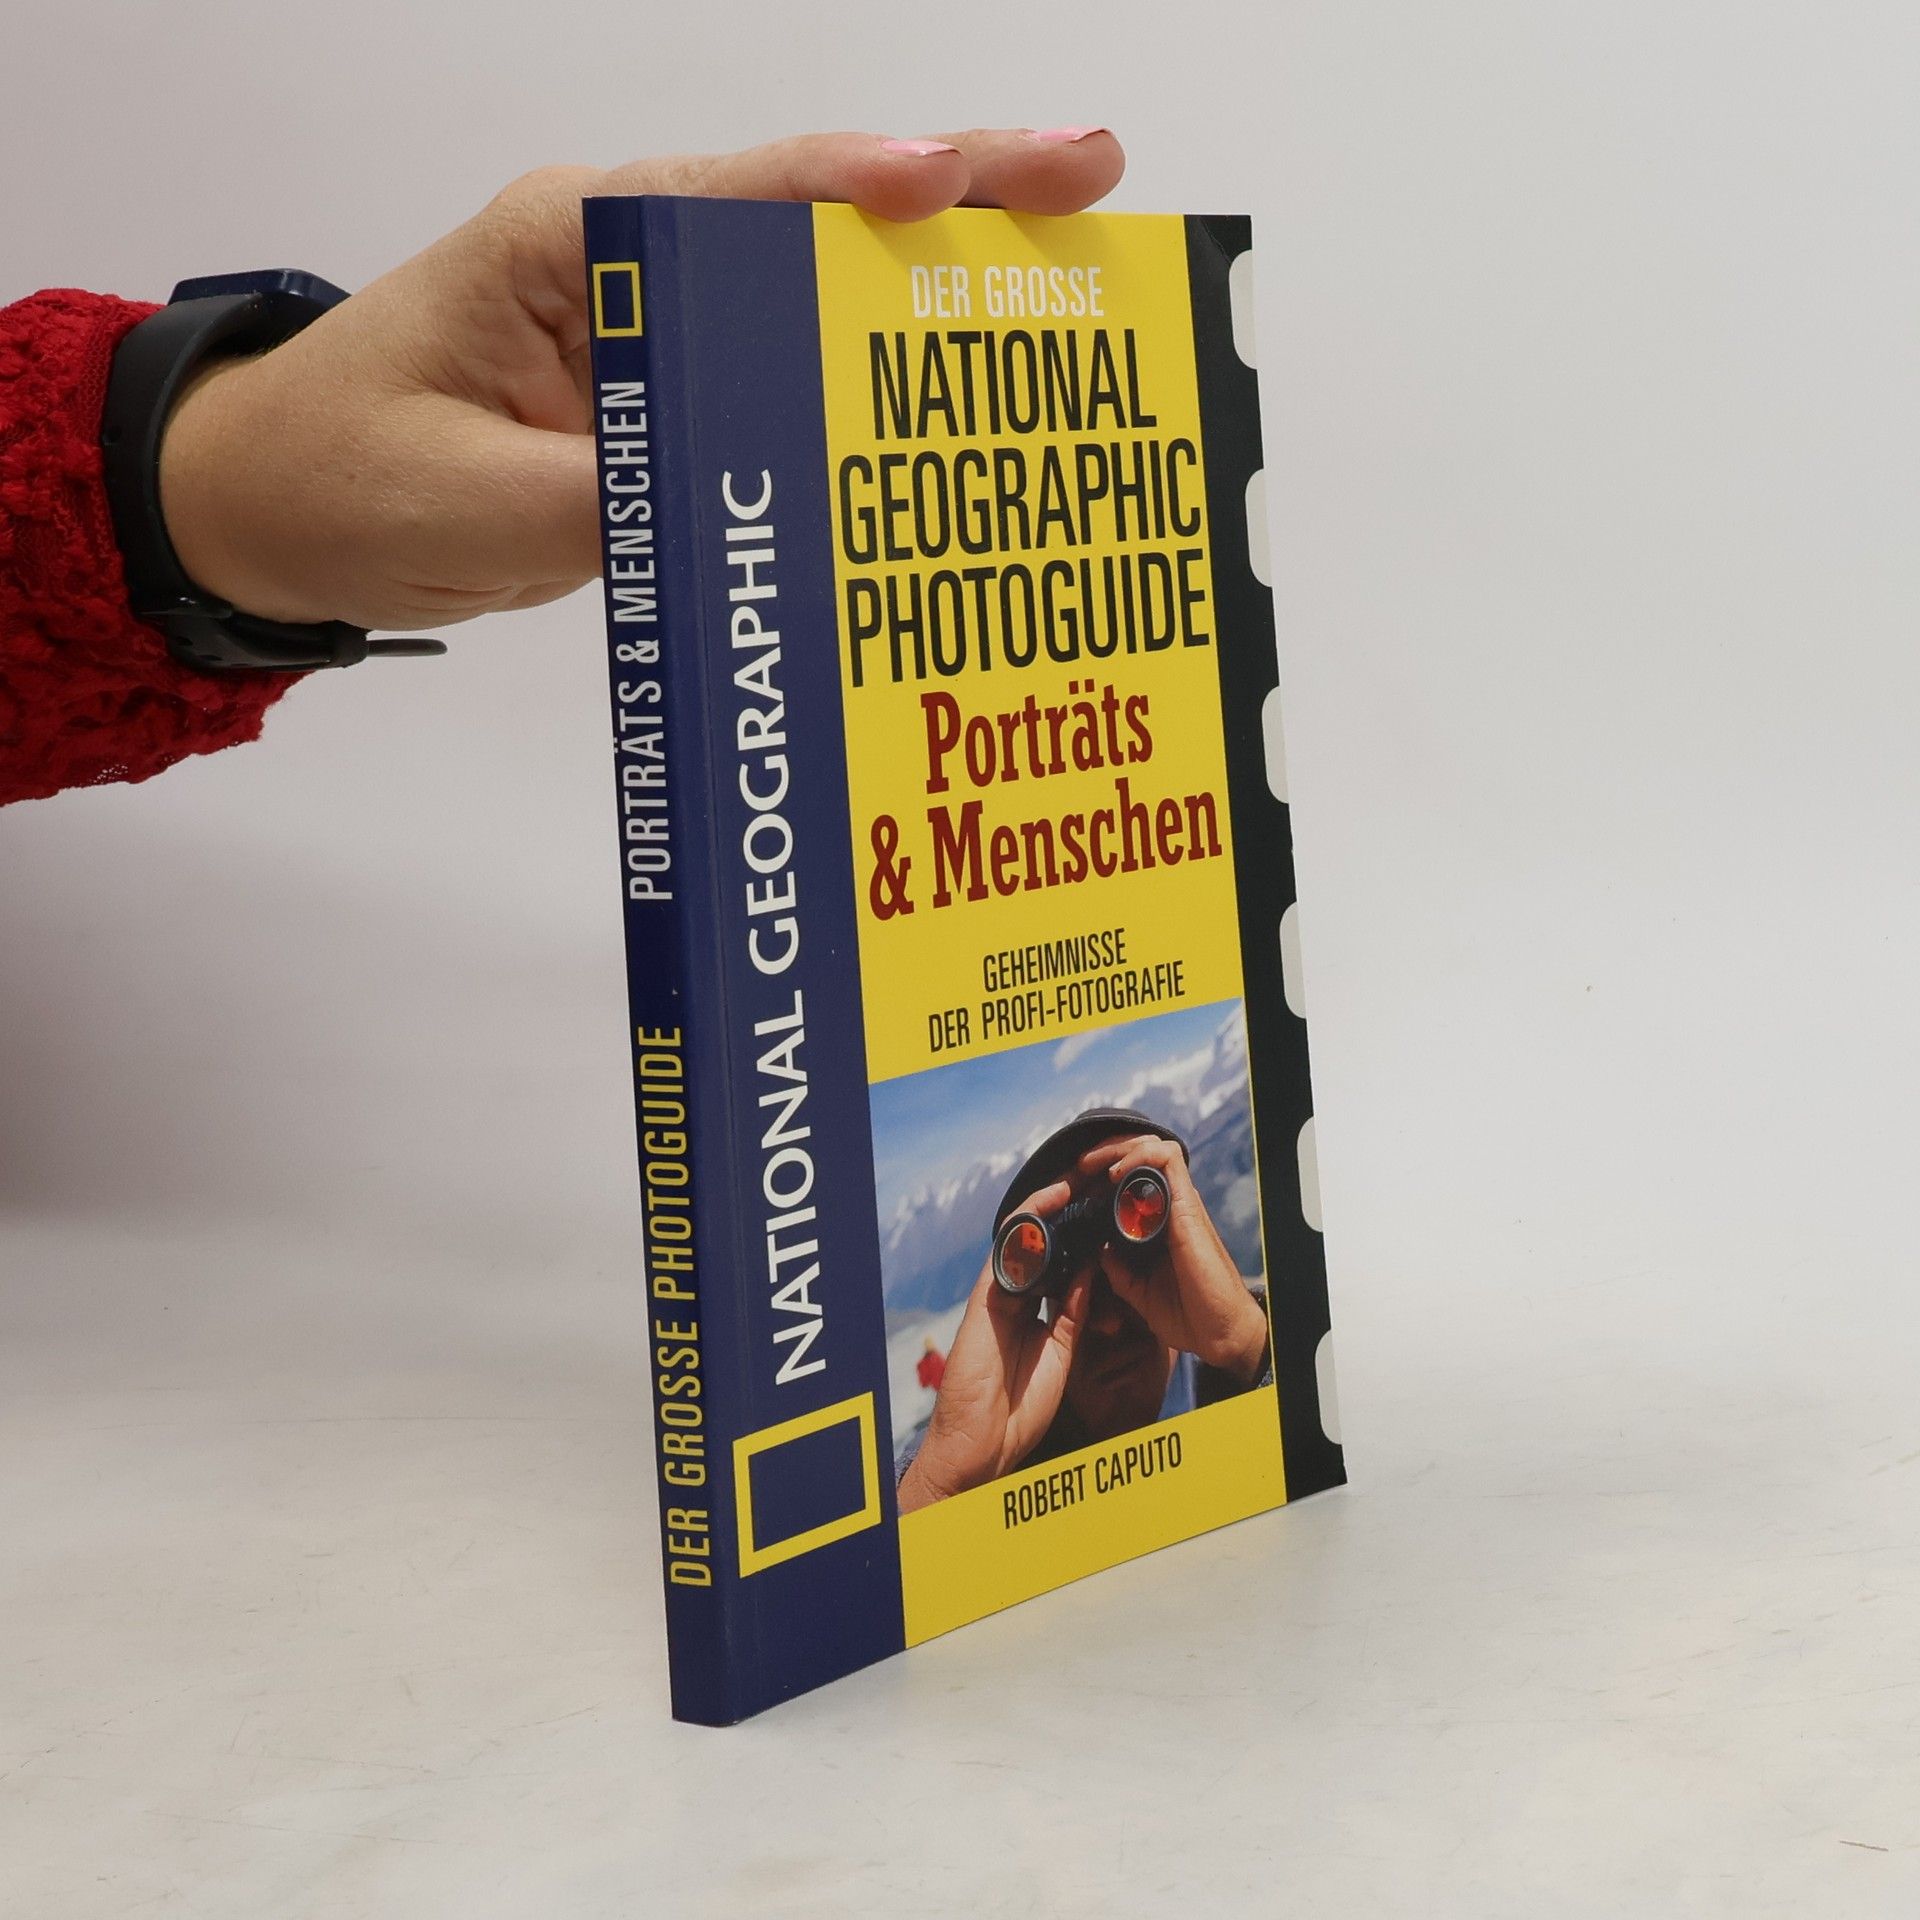 PORTRÄTS & MENSCHEN
DER GROSSE PHOTOGUIDE
NATIONAL GEOGRAPHIC
DER GROSSE
NATIONAL
GEOGRAPHIC
PHOTOGUIDE
Porträts
& Menschen
GEHEIMNISSE
DER PROFI-FOTOGRAFIE
ROBERT CAPUTO